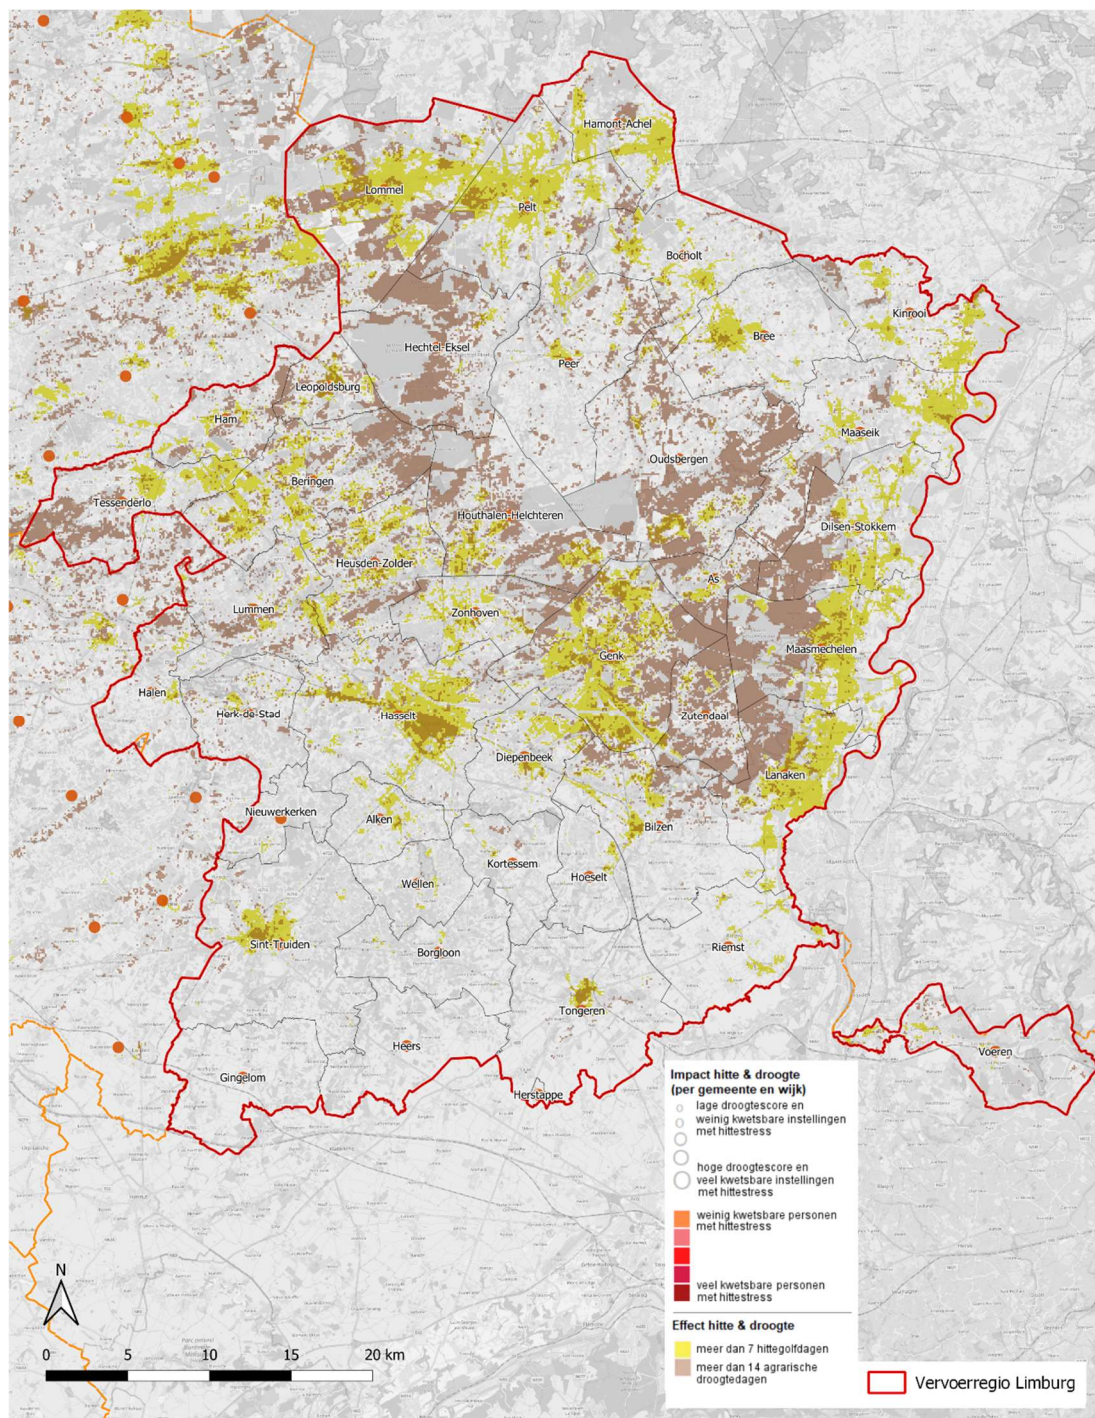 Hamont-Achel
Lommel
Pelt
Bocholt
Kinrooi
Bree
Hechtel-Eksel
Peer
Leopoldsburg
Ham
Maaseik
Oudsbergen
Beringen
Tessenderlo
Houthalen-Helchteren
Dilsen-Stokkem
Heusden-Zolder
As
Lummen
Zonhoven
Genk
Maasmechelen
Halen
Herk-de-Stad
Hasselt
Zutendaal
Diepenbeek
Lanaken
Nieuwerkerken
Alken
Bilzen
Kortessem
Wellen
Hoeselt
Sint-Truiden
Borgloon
Riemst
Tongeren
Heers
Voeren
Gingelom
Herstappe
Impact hitte & droogte
(per gemeente en wijk)
lage droogtescore en
weinig kwetsbare instellingen
met hittestress
hoge droogtescore en
veel kwetsbare instellingen
met hittestress
weinig kwetsbare personen
met hittestress
veel kwetsbare personen
met hittestress
Effect hitte & droogte
meer dan 7 hittegolfdagen
meer dan 14 agrarische
droogtedagen
Vervoerregio Limburg
N
0 5 10 15 20 km